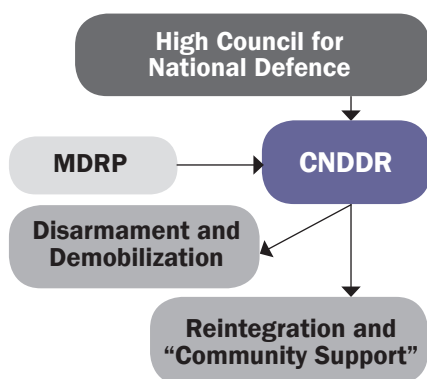 High Council for
National Defence
MDRP
CNDDR
Disarmament and
Demobilization
Reintegration and
“Community Support”